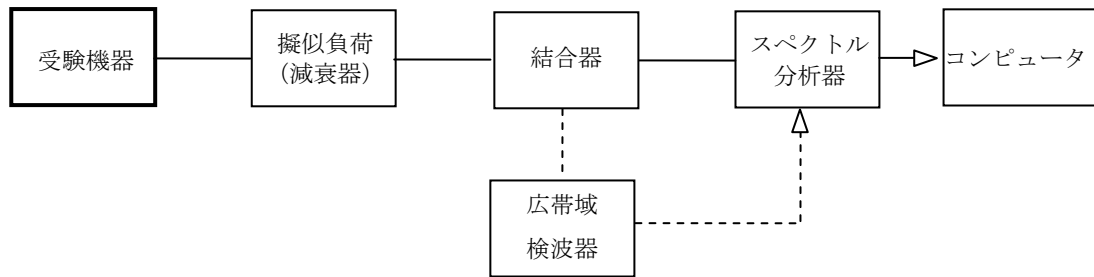 受験機器
擬似負荷
（減衰器）
結合器
スペクトル
分析器
コンピュータ
広帯域
検波器